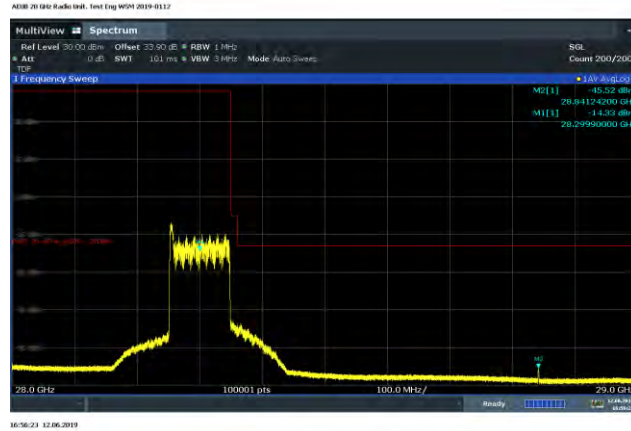 AEUB 28 GHz Radio Unit. Test Eng WSM 2019-0112
MultiView Spectrum
Ref Level 30.00 dBm Offset 33.90 dB RBW 1 MHz SGL
Att 0 dB SWT 101 ms VBW 3 MHz Mode Auto Sweep Count 200/200
TDF
1 Frequency Sweep 1AV AvgLog
M2[1] -45.52 dBm
28.84124200 GH
M1[1] -14.33 dBm
28.29990000 GH
M2
28.0 GHz 100001 pts 100.0 MHz/ 29.0 GH
Ready
16:56:23 12.06.2019